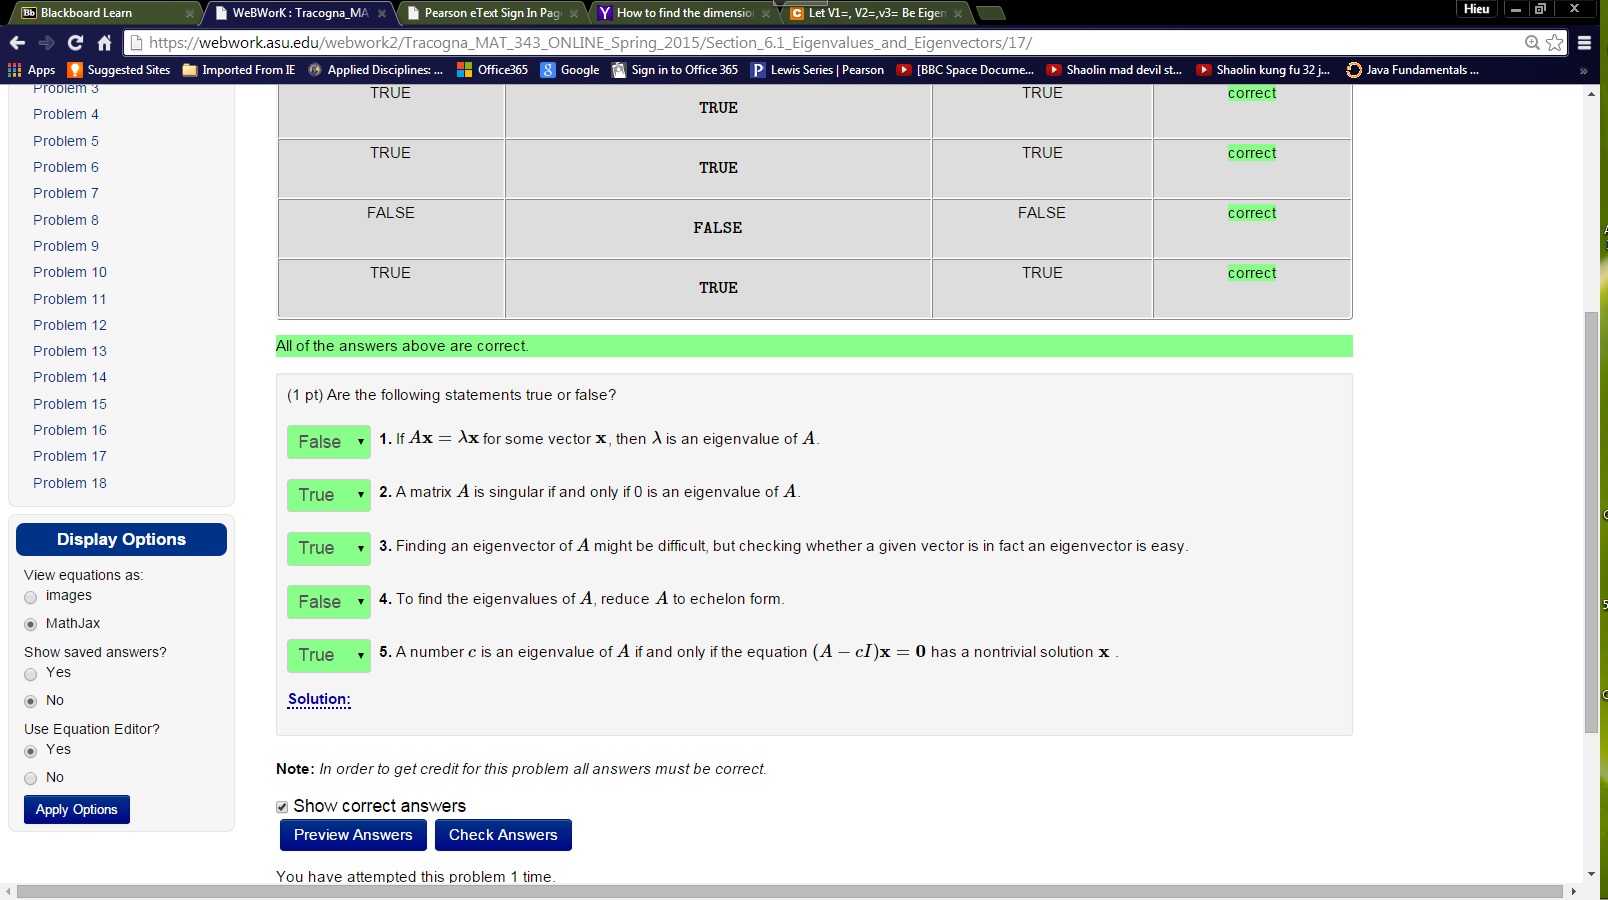 Blackboard Learn
WeBWorK : Tracogna_MA
Pearson eText Sign In Pag
How to find the dimensio
Let V1=, V2=,v3= Be Eigen
Hieu
https://webwork.asu.edu/webwork2/Tracogna_MAT_343_ONLINE_Spring_2015/Section_6.1_Eigenvalues_and_Eigenvectors/17/
Apps Suggested Sites Imported From IE Applied Disciplines: ... Office365 Google Sign in to Office 365 Lewis Series | Pearson [BBC Space Docume... Shaolin mad devil st... Shaolin kung fu 32 j... Java Fundamentals ... »
Problem 3
Problem 4
Problem 5
Problem 6
Problem 7
Problem 8
Problem 9
Problem 10
Problem 11
Problem 12
Problem 13
Problem 14
Problem 15
Problem 16
Problem 17
Problem 18
Display Options
View equations as:
images
MathJax
Show saved answers?
Yes
No
Use Equation Editor?
Yes
No
Apply Options
TRUE TRUE TRUE correct
TRUE TRUE TRUE correct
FALSE FALSE FALSE correct
TRUE TRUE TRUE correct
All of the answers above are correct.
(1 pt) Are the following statements true or false?
False 1. If Ax = λx for some vector x, then λ is an eigenvalue of A.
True 2. A matrix A is singular if and only if 0 is an eigenvalue of A.
True 3. Finding an eigenvector of A might be difficult, but checking whether a given vector is in fact an eigenvector is easy.
False 4. To find the eigenvalues of A, reduce A to echelon form.
True 5. A number c is an eigenvalue of A if and only if the equation (A − cI)x = 0 has a nontrivial solution x .
Solution:
Note: In order to get credit for this problem all answers must be correct.
Show correct answers
Preview Answers Check Answers
You have attempted this problem 1 time.